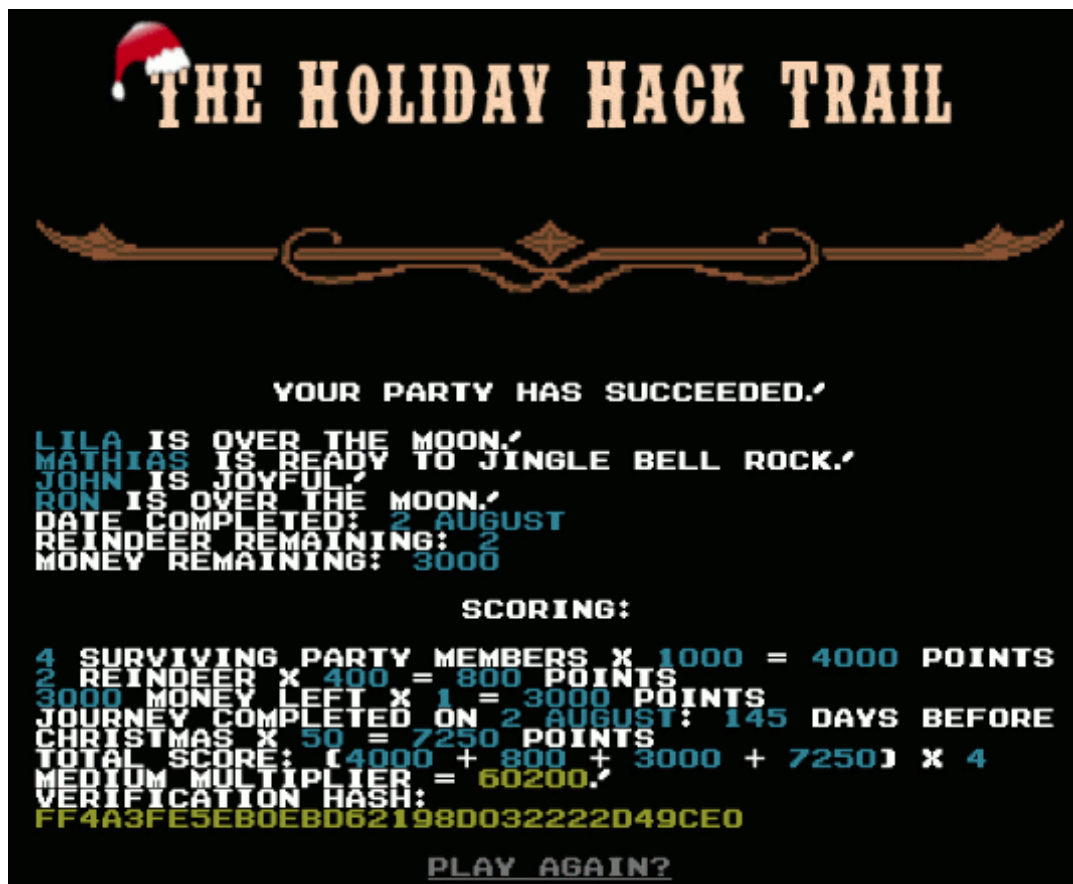 THE HOLIDAY HACK TRAIL
YOUR PARTY HAS SUCCEEDED!
LILA IS OVER THE MOON!
MATHIAS IS READY TO JINGLE BELL ROCK!
JOHN IS JOYFUL!
RON IS OVER THE MOON!
DATE COMPLETED: 2 AUGUST
REINDEER REMAINING: 2
MONEY REMAINING: 3000
SCORING:
4 SURVIVING PARTY MEMBERS X 1000 = 4000 POINTS
2 REINDEER X 400 = 800 POINTS
3000 MONEY LEFT X 1 = 3000 POINTS
JOURNEY COMPLETED ON 2 AUGUST: 145 DAYS BEFORE
CHRISTMAS X 50 = 7250 POINTS
TOTAL SCORE: (4000 + 800 + 3000 + 7250) X 4
MEDIUM MULTIPLIER = 60200!
VERIFICATION HASH:
FF4A3FE5EB0EBD62198D032222D49CE0
PLAY AGAIN?